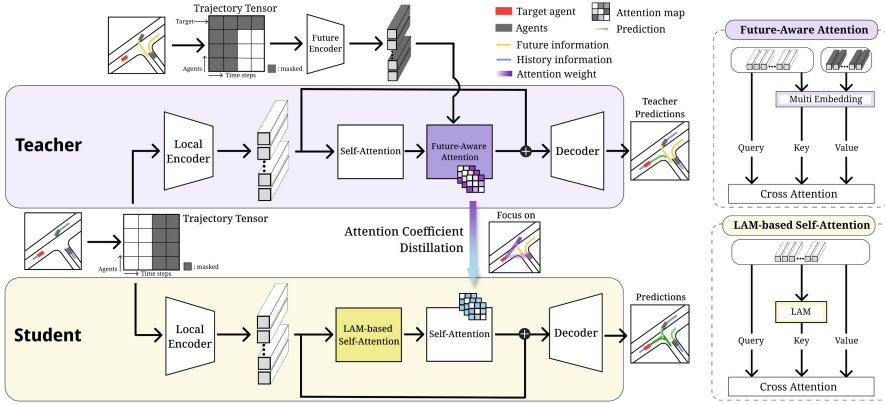 Trajectory Tensor
Target
Agents
Time steps
: masked
Future
Encoder
Target agent
Agents
Future information
History information
Attention weight
Attention map
Prediction
Teacher
Local
Encoder
Self-Attention
Future-Aware
Attention
Decoder
Teacher
Predictions
Trajectory Tensor
Agents
Time steps
: masked
Attention Coefficient
Distillation
Focus on
Student
Local
Encoder
LAM-based
Self-Attention
Self-Attention
Decoder
Predictions
Future-Aware Attention
Multi Embedding
Query
Key
Value
Cross Attention
LAM-based Self-Attention
LAM
Query
Key
Value
Cross Attention